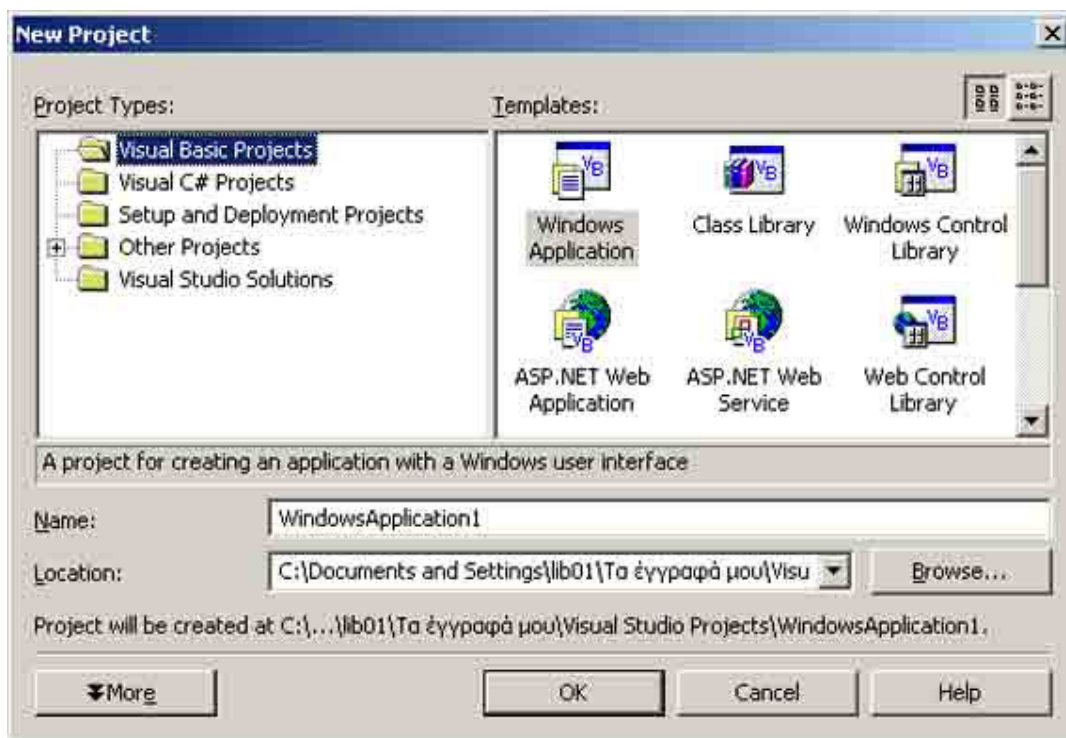 New Project
Project Types:
Templates:
Visual Basic Projects
Visual C# Projects
Setup and Deployment Projects
Other Projects
Visual Studio Solutions
Windows
Application
Class Library
Windows Control
Library
ASP.NET Web
Application
ASP.NET Web
Service
Web Control
Library
A project for creating an application with a Windows user interface
Name:
WindowsApplication1
Location:
C:\Documents and Settings\lib01\Τα έγγραφά μου\Visu
Browse...
Project will be created at C:\...\lib01\Τα έγγραφά μου\Visual Studio Projects\WindowsApplication1.
More
OK
Cancel
Help